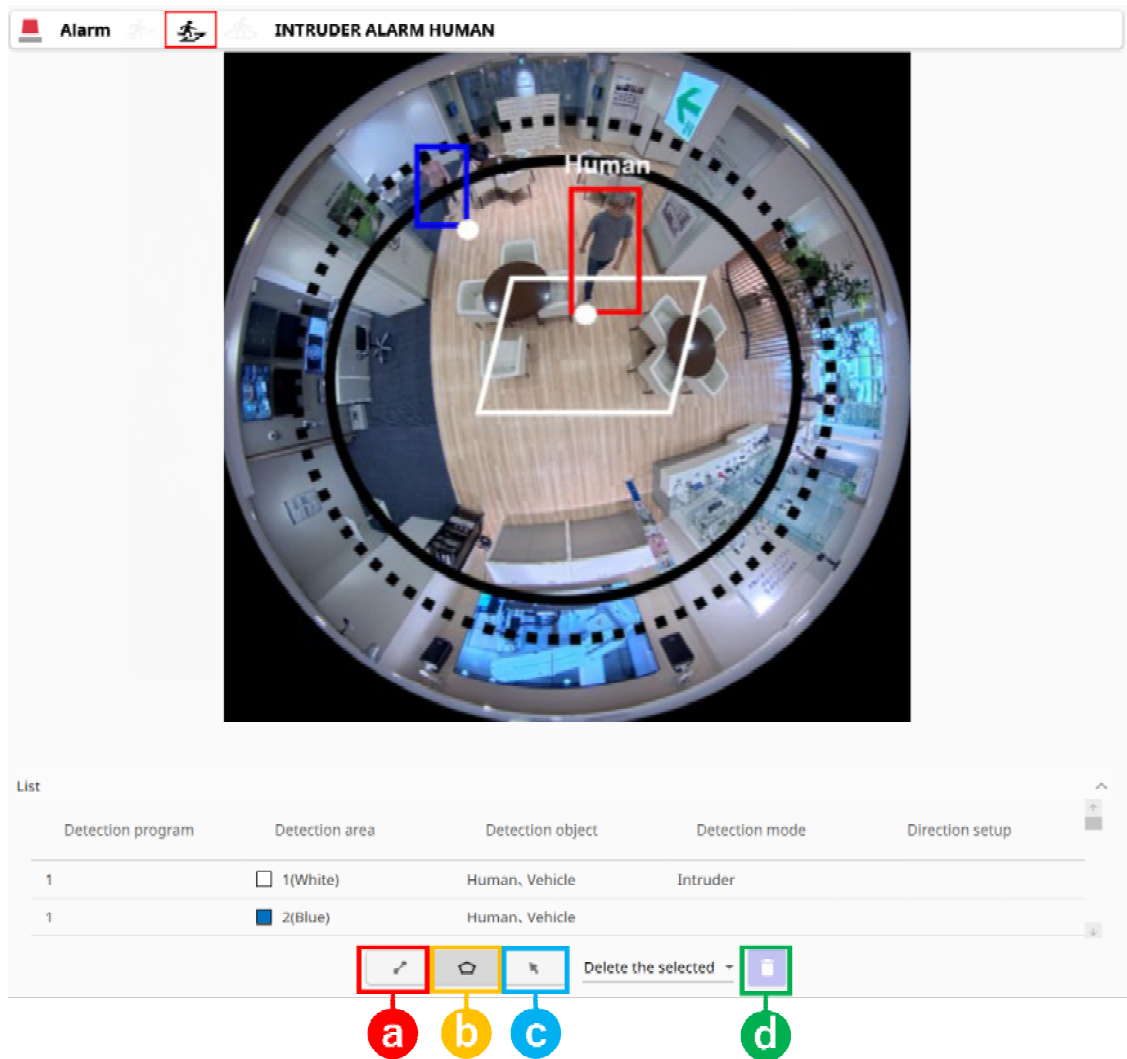 Alarm INTRUDER ALARM HUMAN
Human
List
Detection program Detection area Detection object Detection mode Direction setup
1 1(White) Human、Vehicle Intruder
1 2(Blue) Human、Vehicle
Delete the selected
a b c d